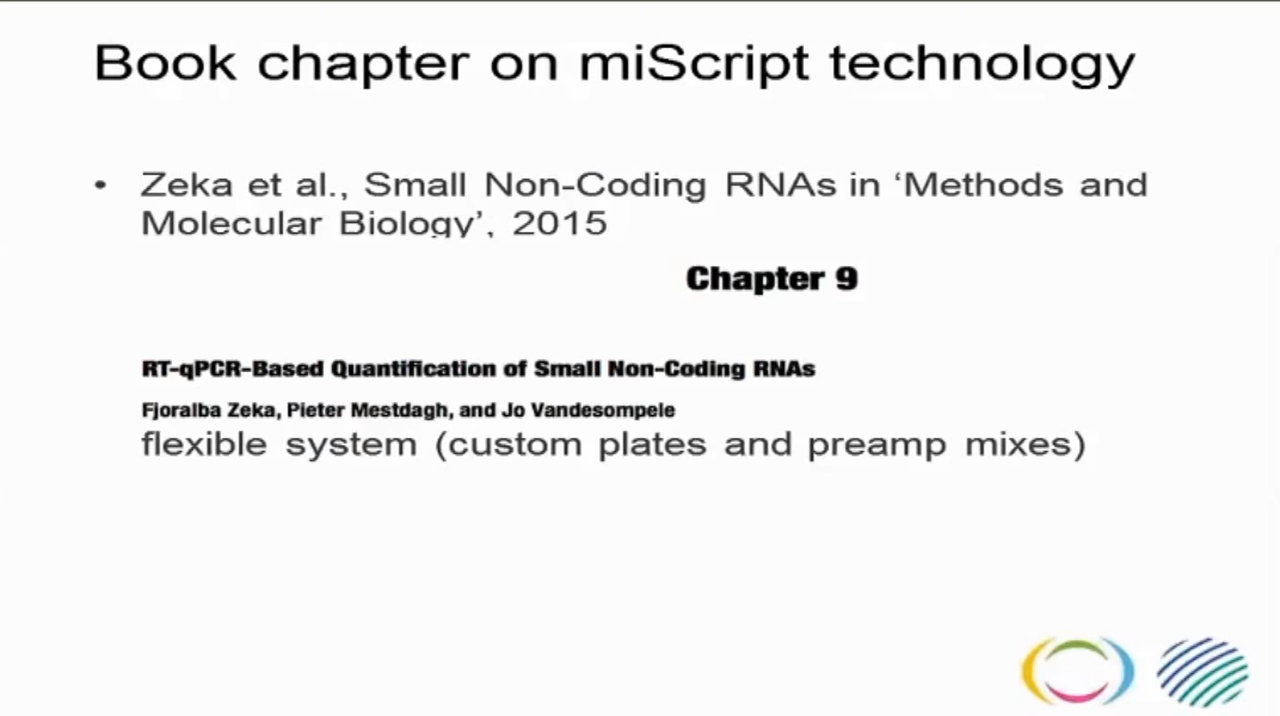 Book chapter on miScript technology
• Zeka et al., Small Non-Coding RNAs in ‘Methods and
Molecular Biology’, 2015
Chapter 9
RT-qPCR-Based Quantification of Small Non-Coding RNAs
Fjoralba Zeka, Pieter Mestdagh, and Jo Vandesompele
flexible system (custom plates and preamp mixes)